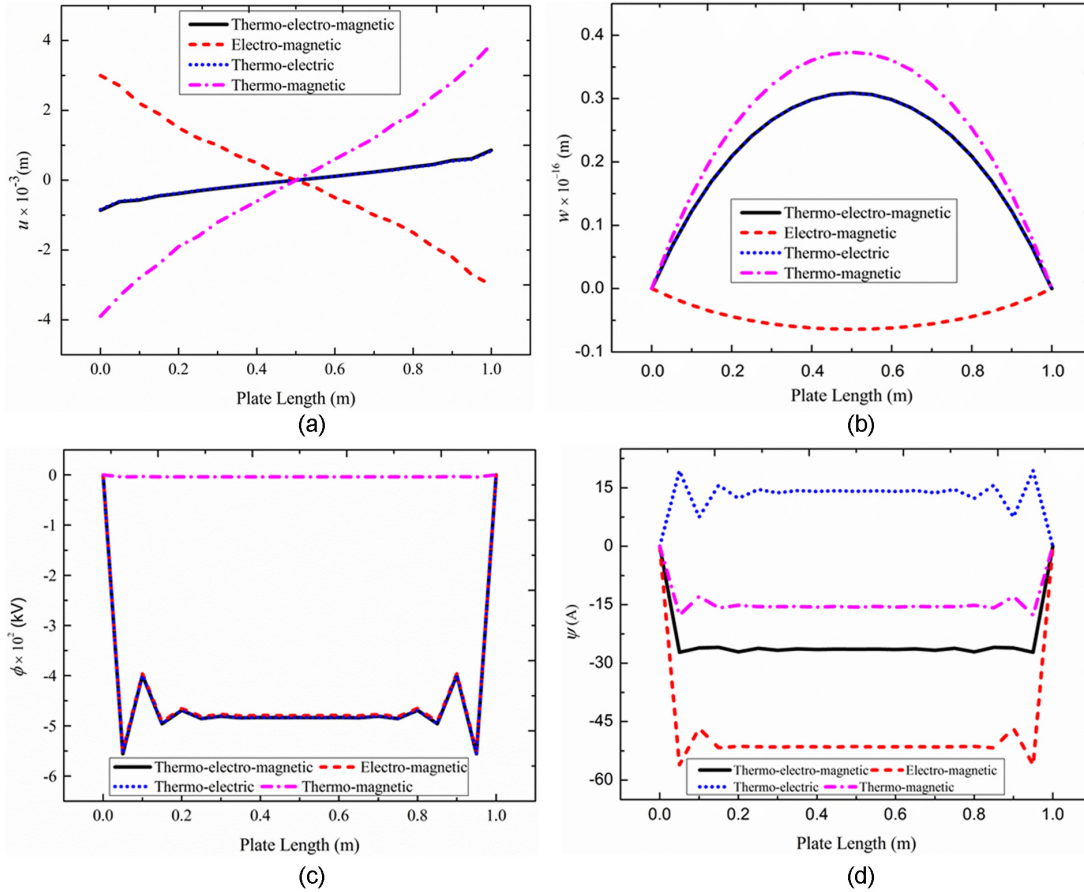 Thermo-electro-magnetic
Electro-magnetic
Thermo-electric
Thermo-magnetic
4
2
0
-2
-4
u × 10⁻³(m)
0.0 0.2 0.4 0.6 0.8 1.0
Plate Length (m)
(a)
0.4
0.3
0.2
0.1
0.0
-0.1
w × 10⁻¹⁶ (m)
Thermo-electro-magnetic
Electro-magnetic
Thermo-electric
Thermo-magnetic
0.0 0.2 0.4 0.6 0.8 1.0
Plate Length (m)
(b)
0
-1
-2
-3
-4
-5
-6
ϕ × 10² (kV)
Thermo-electro-magnetic Electro-magnetic
Thermo-electric Thermo-magnetic
0.0 0.2 0.4 0.6 0.8 1.0
Plate Length (m)
(c)
15
0
-15
-30
-45
-60
ψ (A)
Thermo-electro-magnetic Electro-magnetic
Thermo-electric Thermo-magnetic
0.0 0.2 0.4 0.6 0.8 1.0
Plate Length (m)
(d)